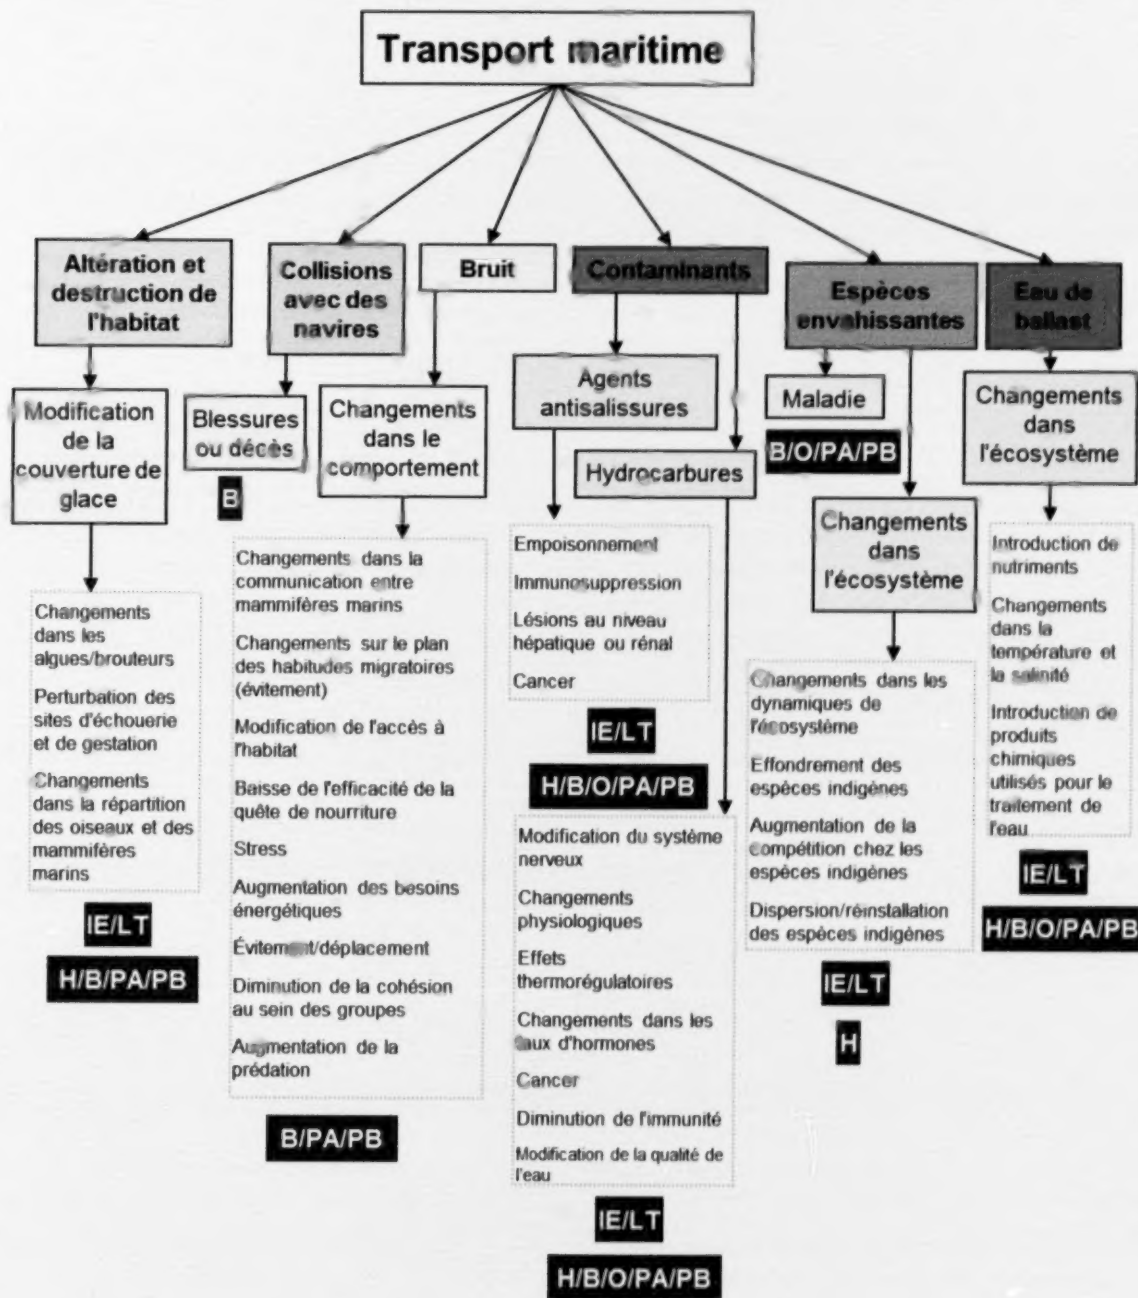 Transport maritime
Altération et
destruction de
l'habitat
Collisions
avec des
navires
Bruit
Contaminants
Espèces
envahissantes
Eau de
ballast
Modification
de la
couverture de
glace
Blessures
ou décès
B
Changements
dans le
comportement
Agents
antisalissures
Hydrocarbures
Maladie
B/O/PA/PB
Changements
dans
l'écosystème
Changements
dans
l'écosystème
Changements
dans les
algues/brouteurs
Perturbation des
sites d'échouerie
et de gestation
Changements
dans la répartition
des oiseaux et des
mammifères
marins
IE/LT
H/B/PA/PB
Changements dans la
communication entre
mammifères marins
Changements sur le plan
des habitudes migratoires
(évitement)
Modification de l'accès à
l'habitat
Baisse de l'efficacité de la
quête de nourriture
Stress
Augmentation des besoins
énergétiques
Évitement/déplacement
Diminution de la cohésion
au sein des groupes
Augmentation de la
prédation
B/PA/PB
Empoisonnement
Immunosuppression
Lésions au niveau
hépatique ou rénal
Cancer
IE/LT
H/B/O/PA/PB
Modification du système
nerveux
Changements
physiologiques
Effets
thermorégulatoires
Changements dans les
taux d'hormones
Cancer
Diminution de l'immunité
Modification de la qualité de
l'eau
IE/LT
H/B/O/PA/PB
Changements dans les
dynamiques de
l'écosystème
Effondrement des
espèces indigènes
Augmentation de la
compétition chez les
espèces indigènes
Dispersion/réinstallation
des espèces indigènes
IE/LT
H
Introduction de
nutriments
Changements
dans la
température et
la salinité
Introduction de
produits
chimiques
utilisés pour le
traitement de
l'eau
IE/LT
H/B/O/PA/PB